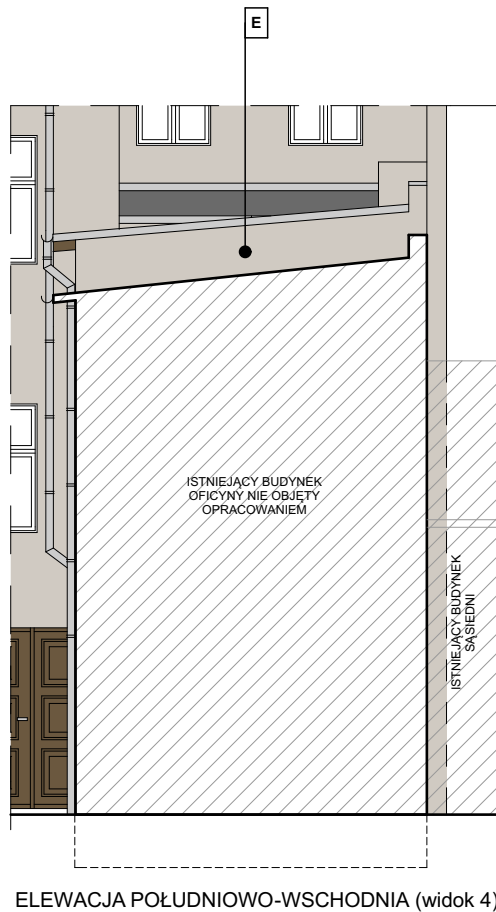 E
ISTNIEJĄCY BUDYNEK
OFICYNY NIE OBJĘTY
OPRACOWANIEM
ISTNIEJĄCY BUDYNEK
SĄSIEDNI
ELEWACJA POŁUDNIOWO-WSCHODNIA (widok 4)